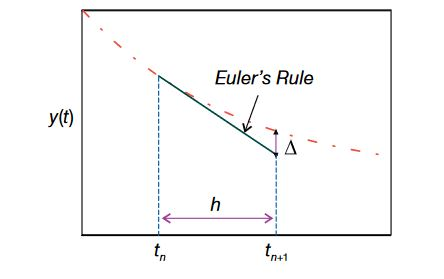 Euler's Rule
y(t)
Δ
h
tₙ
tₙ₊₁